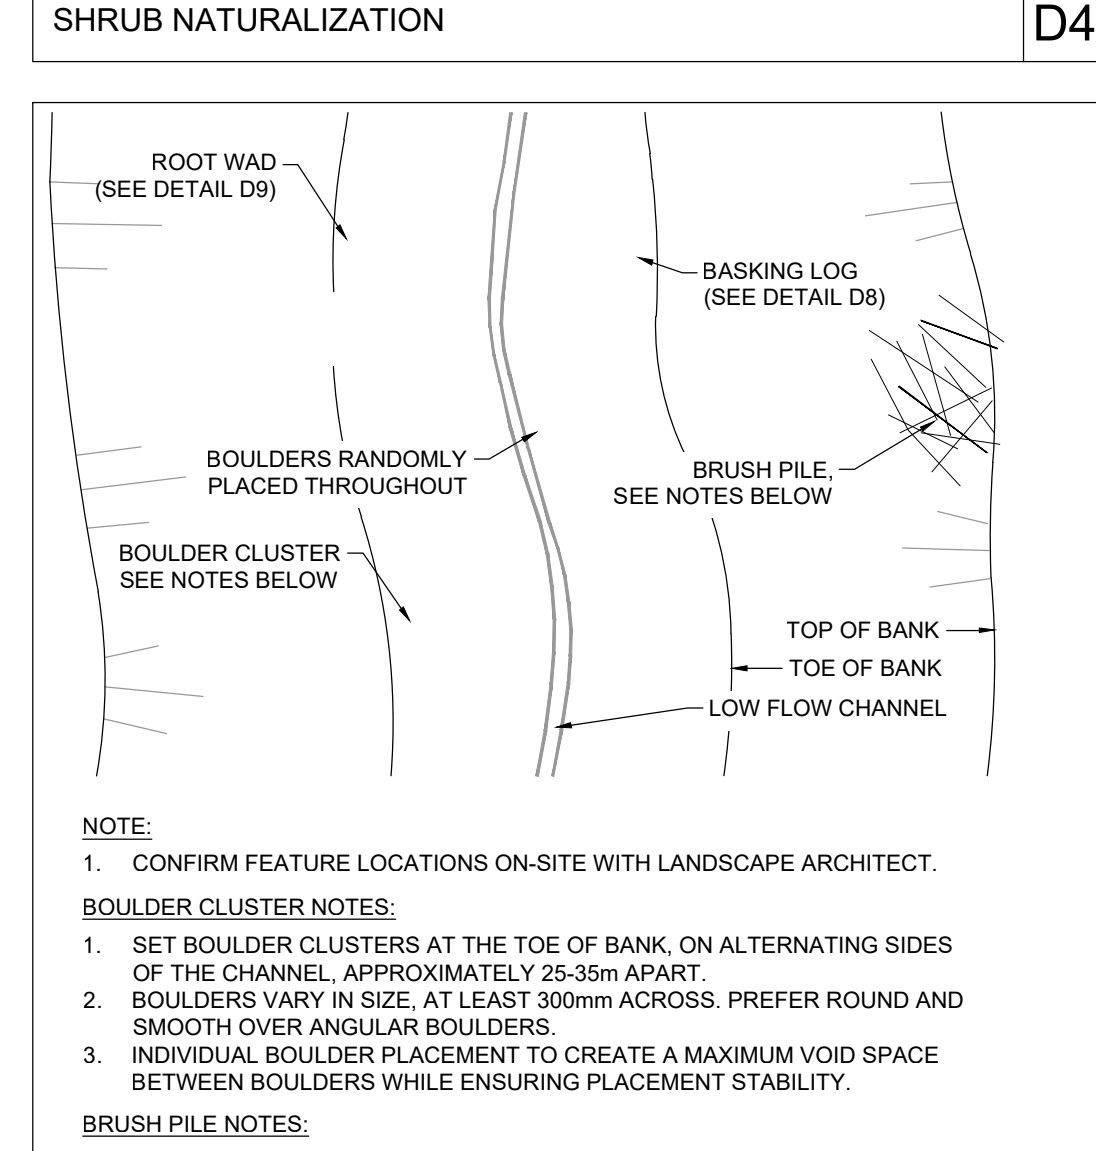 SHRUB NATURALIZATION
D4
ROOT WAD
(SEE DETAIL D9)
BASKING LOG
(SEE DETAIL D8)
BOULDERS RANDOMLY
PLACED THROUGHOUT
BRUSH PILE,
SEE NOTES BELOW
BOULDER CLUSTER
SEE NOTES BELOW
TOP OF BANK
TOE OF BANK
LOW FLOW CHANNEL
NOTE:
1. CONFIRM FEATURE LOCATIONS ON-SITE WITH LANDSCAPE ARCHITECT.
BOULDER CLUSTER NOTES:
1. SET BOULDER CLUSTERS AT THE TOE OF BANK, ON ALTERNATING SIDES
OF THE CHANNEL, APPROXIMATELY 25-35m APART.
2. BOULDERS VARY IN SIZE, AT LEAST 300mm ACROSS. PREFER ROUND AND
SMOOTH OVER ANGULAR BOULDERS.
3. INDIVIDUAL BOULDER PLACEMENT TO CREATE A MAXIMUM VOID SPACE
BETWEEN BOULDERS WHILE ENSURING PLACEMENT STABILITY.
BRUSH PILE NOTES: